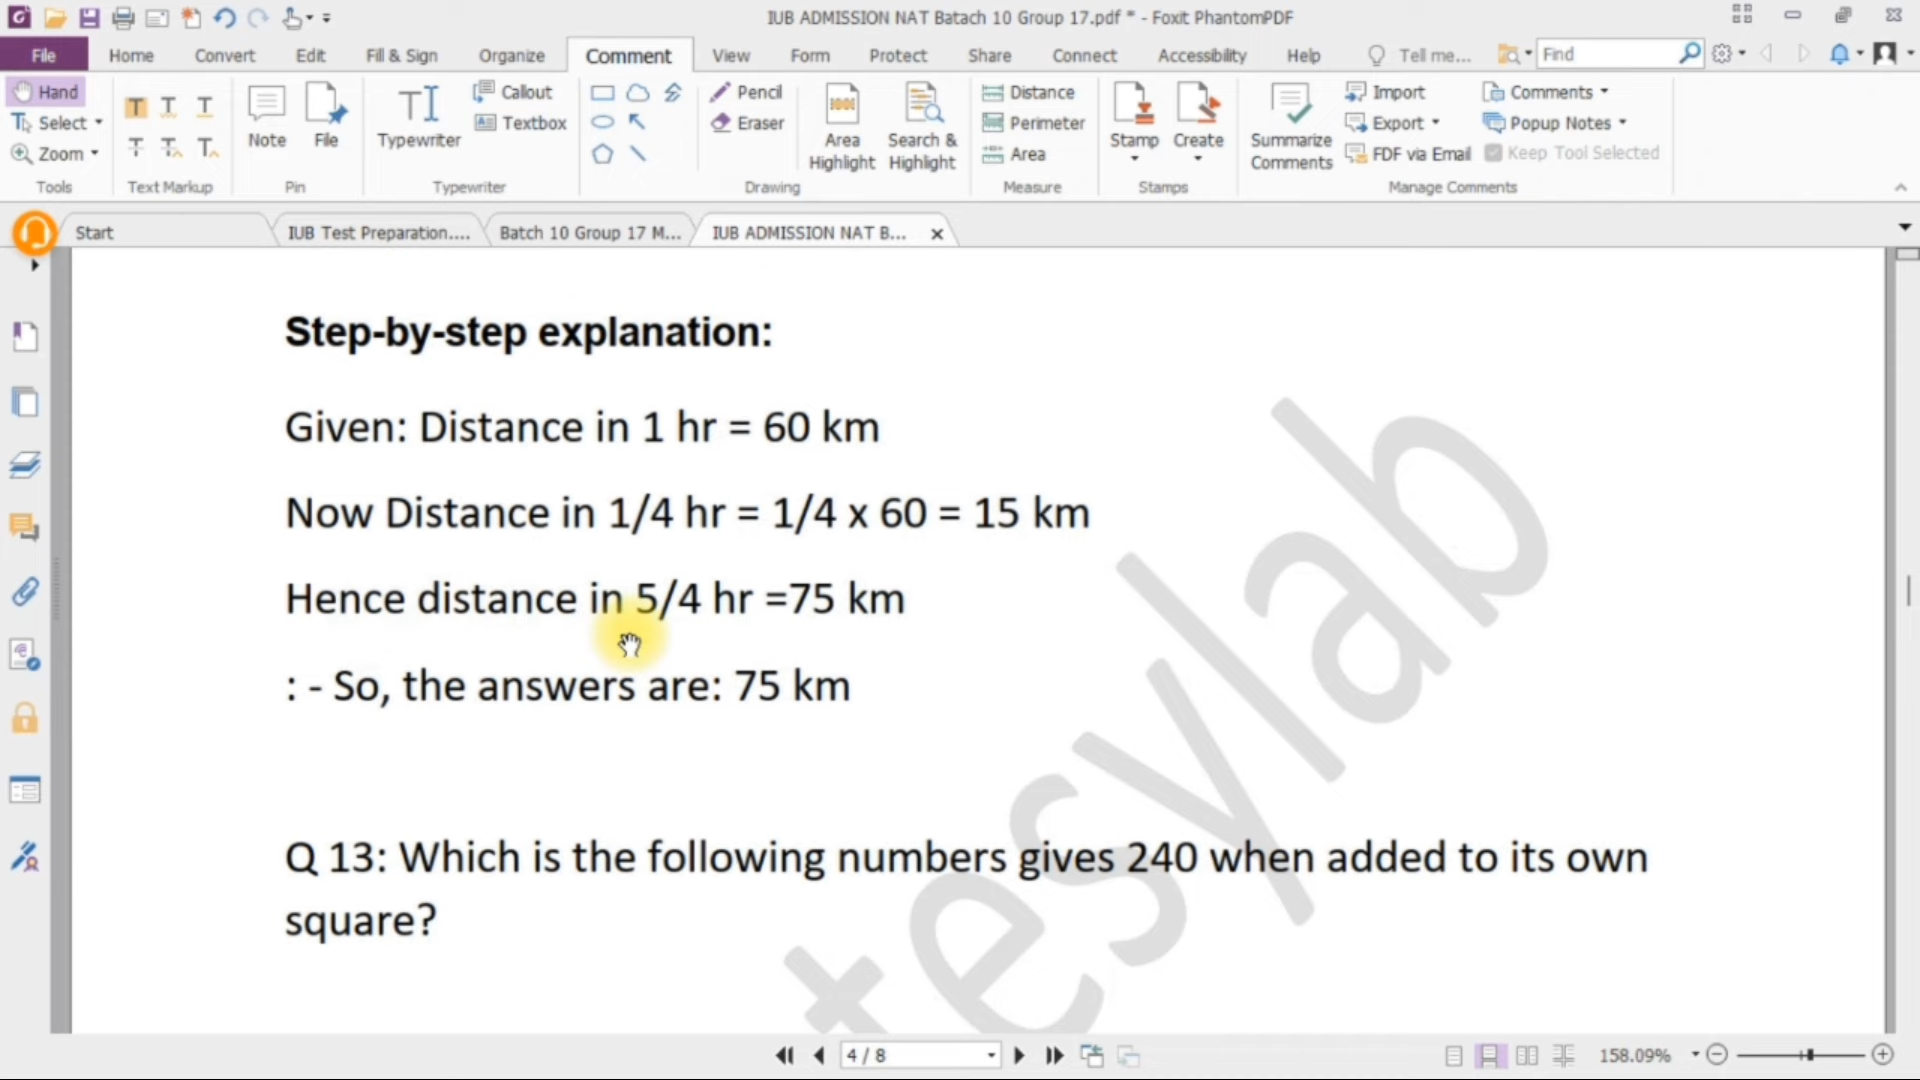 IUB ADMISSION NAT Batach 10 Group 17.pdf * - Foxit PhantomPDF
File Home Convert Edit Fill & Sign Organize Comment View Form Protect Share Connect Accessibility Help Tell me... Find
Hand
Select
Zoom
Tools
Text Markup
Note
File
Pin
Typewriter
Callout
Textbox
Typewriter
Pencil
Eraser
Area Highlight
Search & Highlight
Drawing
Distance
Perimeter
Area
Measure
Stamp
Create
Stamps
Summarize Comments
Import
Export
FDF via Email
Comments
Popup Notes
Keep Tool Selected
Manage Comments
Start
IUB Test Preparation....
Batch 10 Group 17 M...
IUB ADMISSION NAT B...
Step-by-step explanation:
Given: Distance in 1 hr = 60 km
Now Distance in 1/4 hr = 1/4 x 60 = 15 km
Hence distance in 5/4 hr =75 km
: - So, the answers are: 75 km
Q 13: Which is the following numbers gives 240 when added to its own
square?
tesylab
4 / 8
158.09%